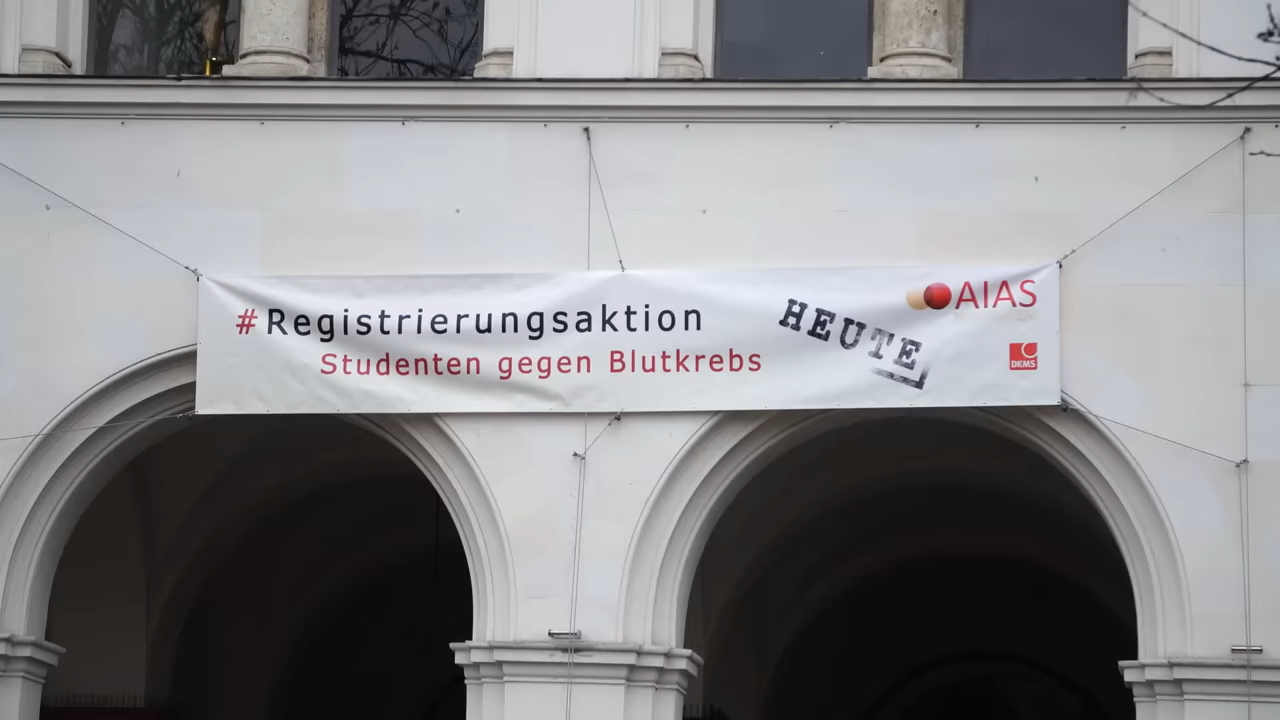 #Registrierungsaktion
Studenten gegen Blutkrebs
HEUTE
AIAS
DKMS